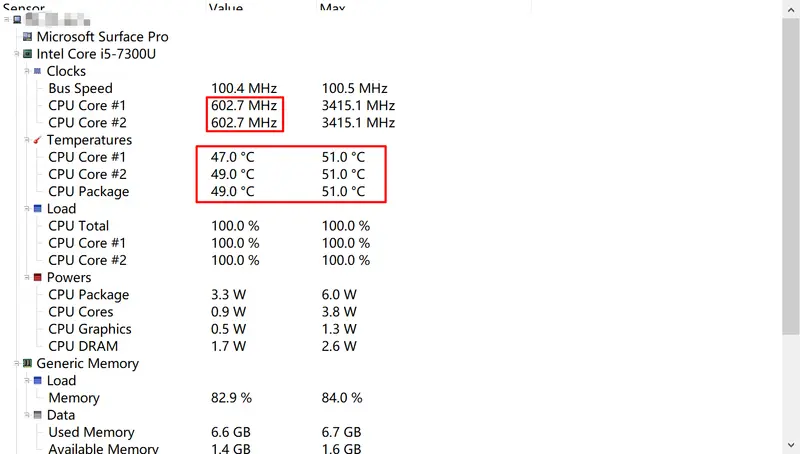 Sensor Value Max
Microsoft Surface Pro
Intel Core i5-7300U
Clocks
Bus Speed 100.4 MHz 100.5 MHz
CPU Core #1 602.7 MHz 3415.1 MHz
CPU Core #2 602.7 MHz 3415.1 MHz
Temperatures
CPU Core #1 47.0 °C 51.0 °C
CPU Core #2 49.0 °C 51.0 °C
CPU Package 49.0 °C 51.0 °C
Load
CPU Total 100.0 % 100.0 %
CPU Core #1 100.0 % 100.0 %
CPU Core #2 100.0 % 100.0 %
Powers
CPU Package 3.3 W 6.0 W
CPU Cores 0.9 W 3.8 W
CPU Graphics 0.5 W 1.3 W
CPU DRAM 1.7 W 2.6 W
Generic Memory
Load
Memory 82.9 % 84.0 %
Data
Used Memory 6.6 GB 6.7 GB
Available Memory 1.4 GB 1.6 GB